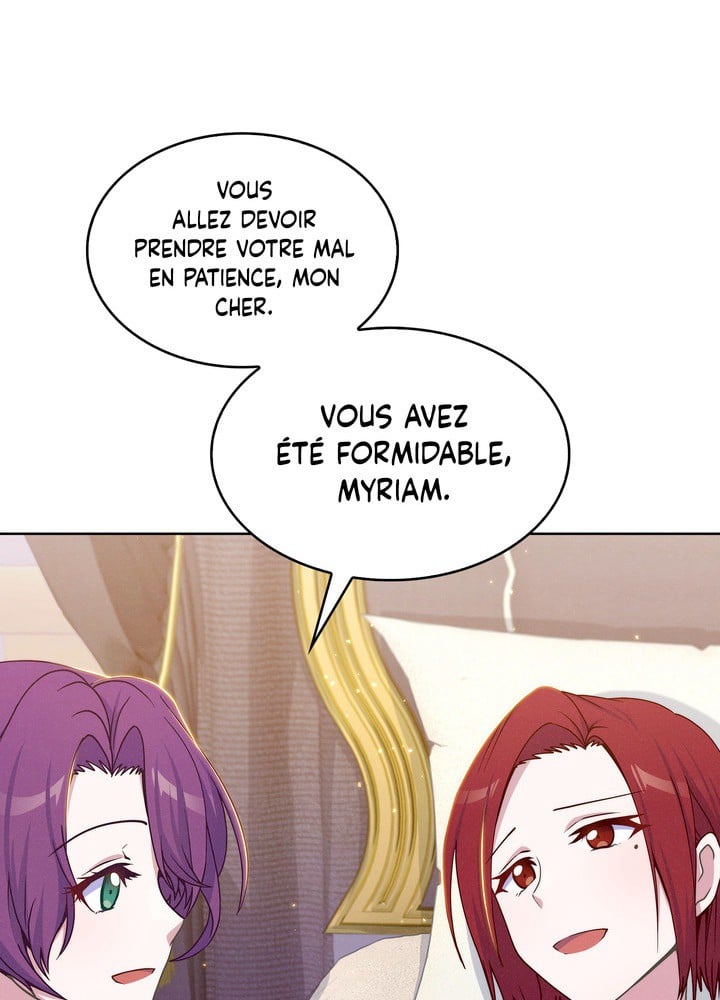 VOUS
ALLEZ DEVOIR
PRENDRE VOTRE MAL
EN PATIENCE, MON
CHER.
VOUS AVEZ
ÉTÉ FORMIDABLE,
MYRIAM.